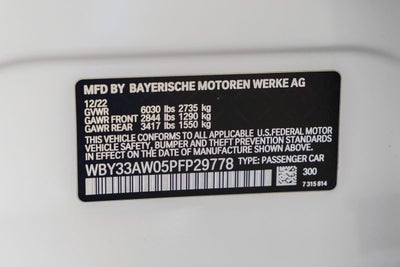 MFD BY BAYERISCHE MOTOREN WERKE AG
12/22
GVWR 6030 lbs 2735 kg
GAWR FRONT 2844 lbs 1290 kg
GAWR REAR 3417 lbs 1550 kg
THIS VEHICLE CONFORMS TO ALL APPLICABLE U.S.FEDERAL MOTOR
VEHICLE SAFETY, BUMPER, AND THEFT PREVENTION STANDARDS IN
EFFECT ON THE DATE OF MANUFACTURE SHOWN ABOVE.
WBY33AW05PFP29778 TYPE: PASSENGER CAR
300
7 315 814